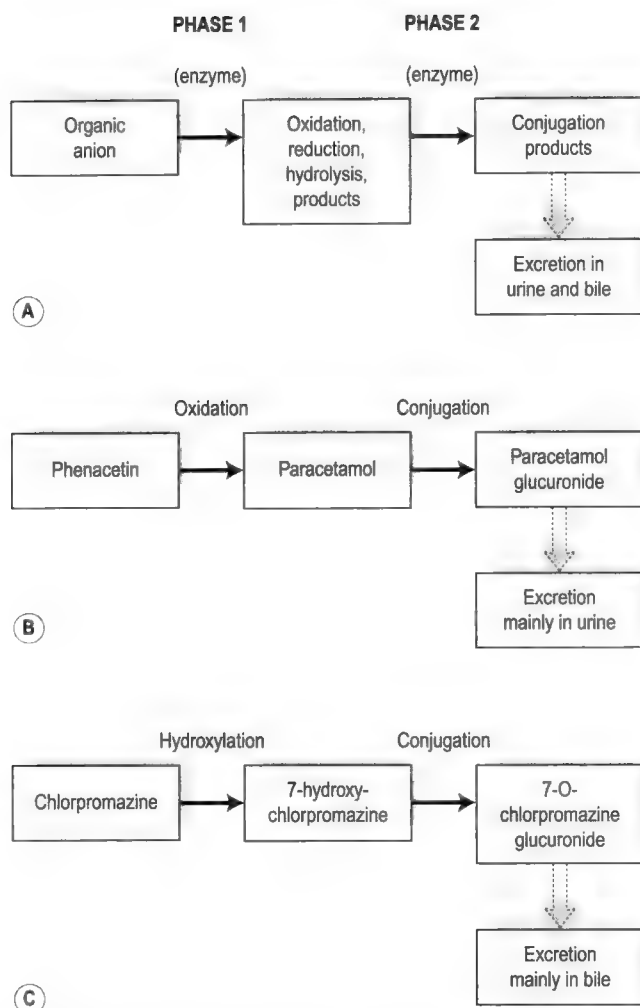 PHASE 1
PHASE 2
(enzyme)
(enzyme)
Organic
anion
Oxidation,
reduction,
hydrolysis,
products
Conjugation
products
Excretion in
urine and bile
A
Oxidation
Conjugation
Phenacetin
Paracetamol
Paracetamol
glucuronide
Excretion
mainly in urine
B
Hydroxylation
Conjugation
Chlorpromazine
7-hydroxy-
chlorpromazine
7-O-
chlorpromazine
glucuronide
Excretion
mainly in bile
C